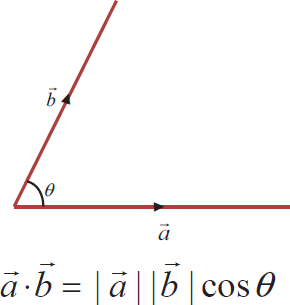 b⃗
θ
a⃗
a⃗ · b⃗ = | a⃗ | | b⃗ | cos θ